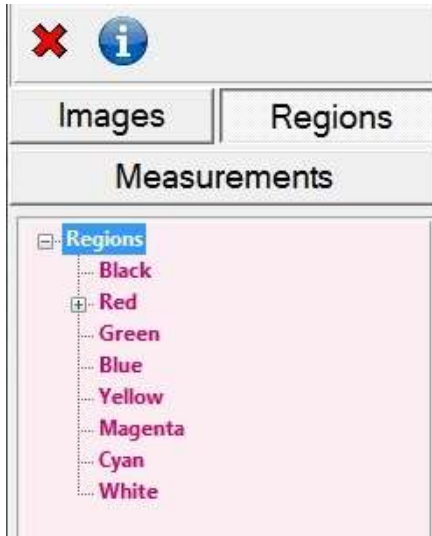 Images Regions
Measurements
Regions
Black
Red
Green
Blue
Yellow
Magenta
Cyan
White